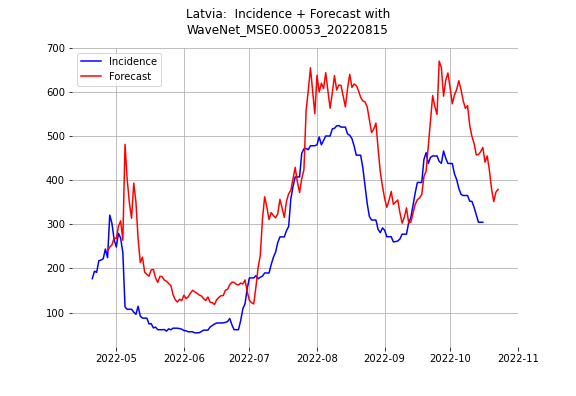 Latvia:  Incidence + Forecast with
WaveNet_MSE0.00053_20220815
700
600
500
400
300
200
100
Incidence
Forecast
2022-05 2022-06 2022-07 2022-08 2022-09 2022-10 2022-11